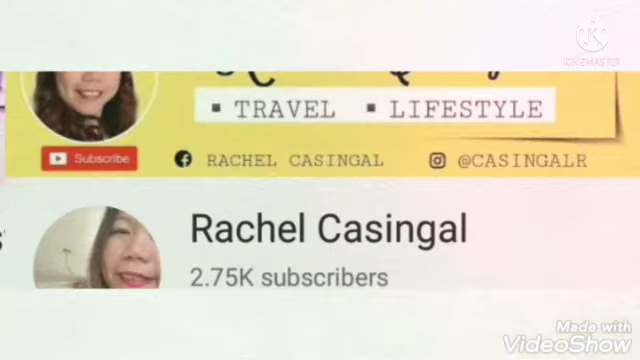 KINEMASTER
▪ TRAVEL ▪ LIFESTYLE
Subscribe RACHEL CASINGAL @CASINGALR
Rachel Casingal
2.75K subscribers
Made with
VideoShow